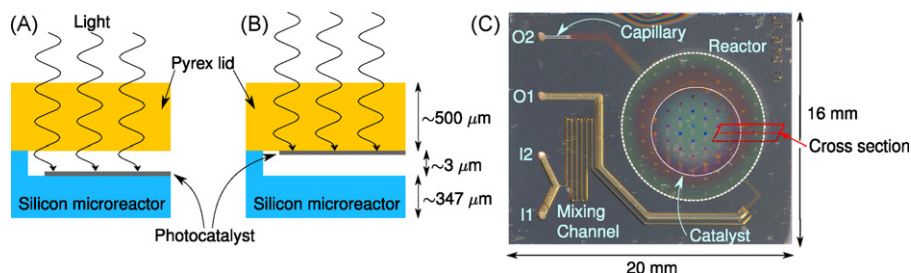 (A)
Light
Pyrex lid
Silicon microreactor
Photocatalyst
(B)
Silicon microreactor
~500 μm
~3 μm
~347 μm
(C)
O2
Capillary
Reactor
O1
I2
I1
Mixing
Channel
Catalyst
16 mm
Cross section
20 mm